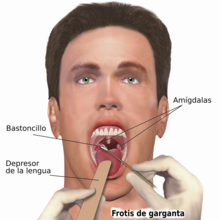 Amígdalas
Bastoncillo
Depresor
de la lengua
Frotis de garganta